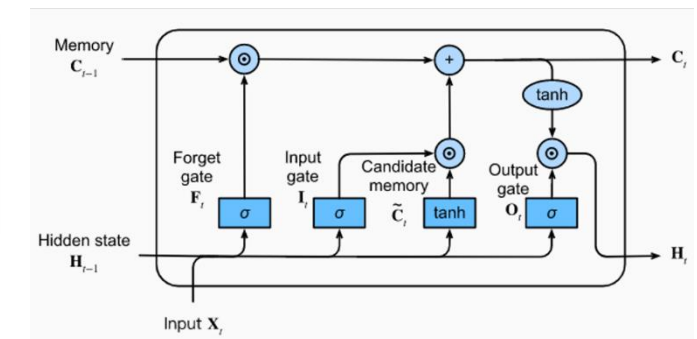 Memory
C_{t−1}
C_t
tanh
Forget
gate
F_t
Input
gate
I_t
Candidate
memory
C̃_t
Output
gate
O_t
σ
σ
tanh
σ
Hidden state
H_{t−1}
H_t
Input X_t